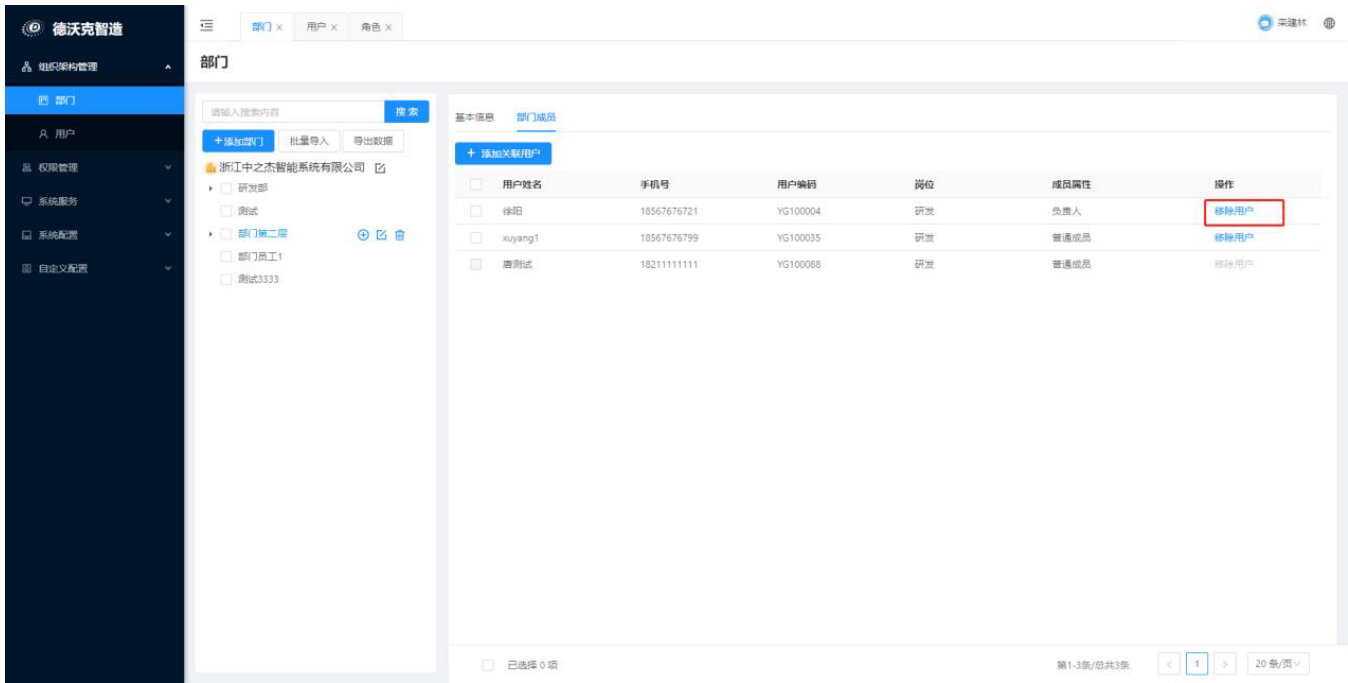 德沃克智造
部门 × 用户 × 角色 ×
宋建林
组织架构管理
部门
用户
权限管理
系统服务
系统配置
自定义配置
部门
请输入搜索内容 搜索
+添加部门 批量导入 导出数据
浙江中之杰智能系统有限公司
研发部
测试
部门第二层
部门员工1
测试3333
基本信息 部门成员
+ 添加关联用户
用户姓名 手机号 用户编码 岗位 成员属性 操作
徐阳 18567676721 YG100004 研发 负责人 移除用户
xuyang1 18567676799 YG100035 研发 普通成员 移除用户
唐测试 18211111111 YG100088 研发 普通成员 移除用户
已选择 0 项 第1-3条/总共3条 < 1 > 20 条/页